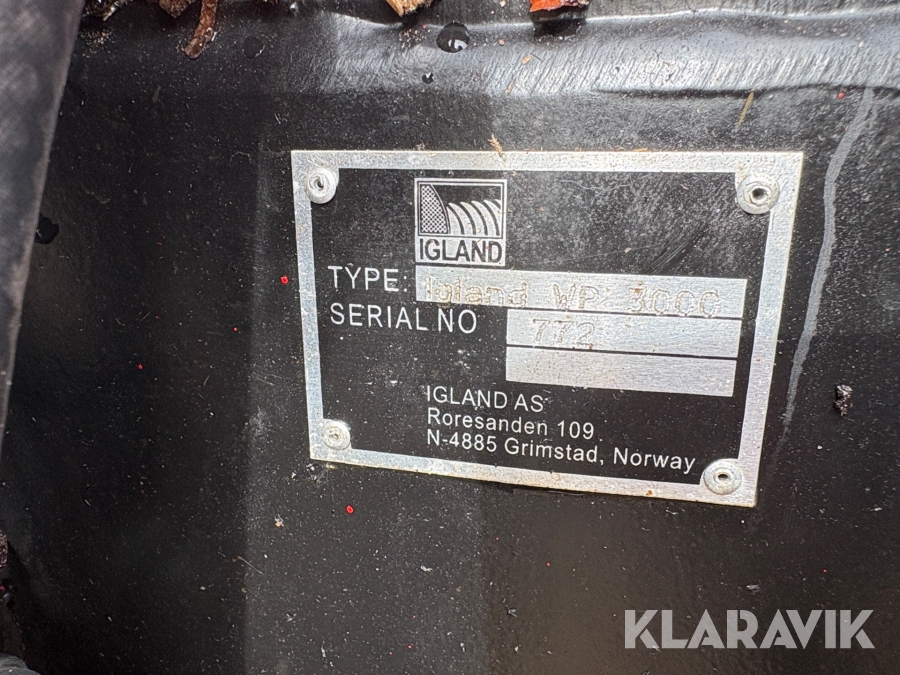 IGLAND
TYPE: Igland WP 3000
SERIAL NO 772
IGLAND AS
Roresanden 109
N-4885 Grimstad, Norway
KLARAVIK